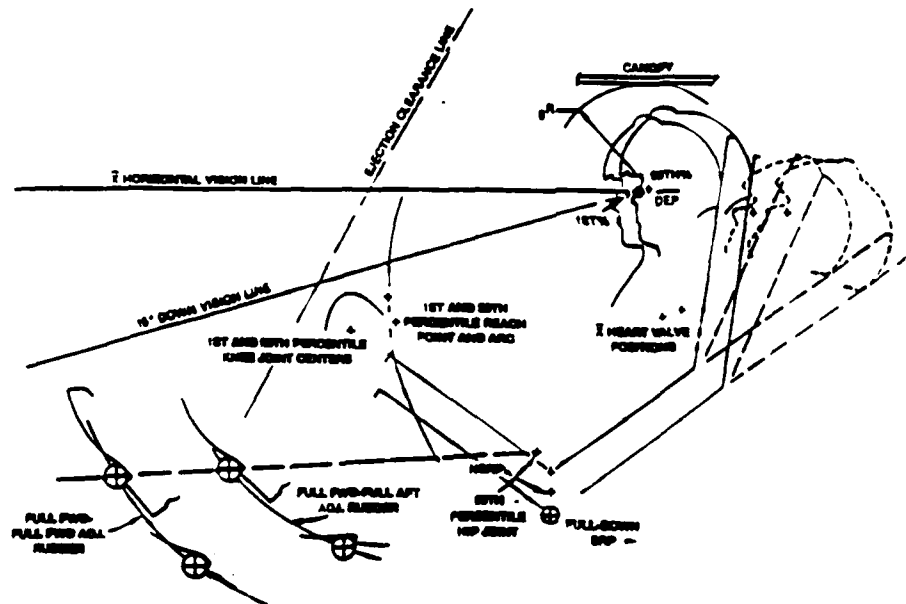 EJECTION CLEARANCE LINE
CANOPY
8"R
X̄ HORIZONTAL VISION LINE
99TH%
DEP
1ST%
15° DOWN VISION LINE
1ST AND 99TH
PERCENTILE REACH
POINT AND ARC
1ST AND 99TH PERCENTILE
KNEE JOINT CENTERS
X̄ HEART VALVE
POSITIONS
FULL FWD-FULL AFT
ADJ. RUDDER
FULL FWD-
FULL FWD ADJ.
RUDDER
99TH
PERCENTILE
HIP JOINT
FULL-DOWN